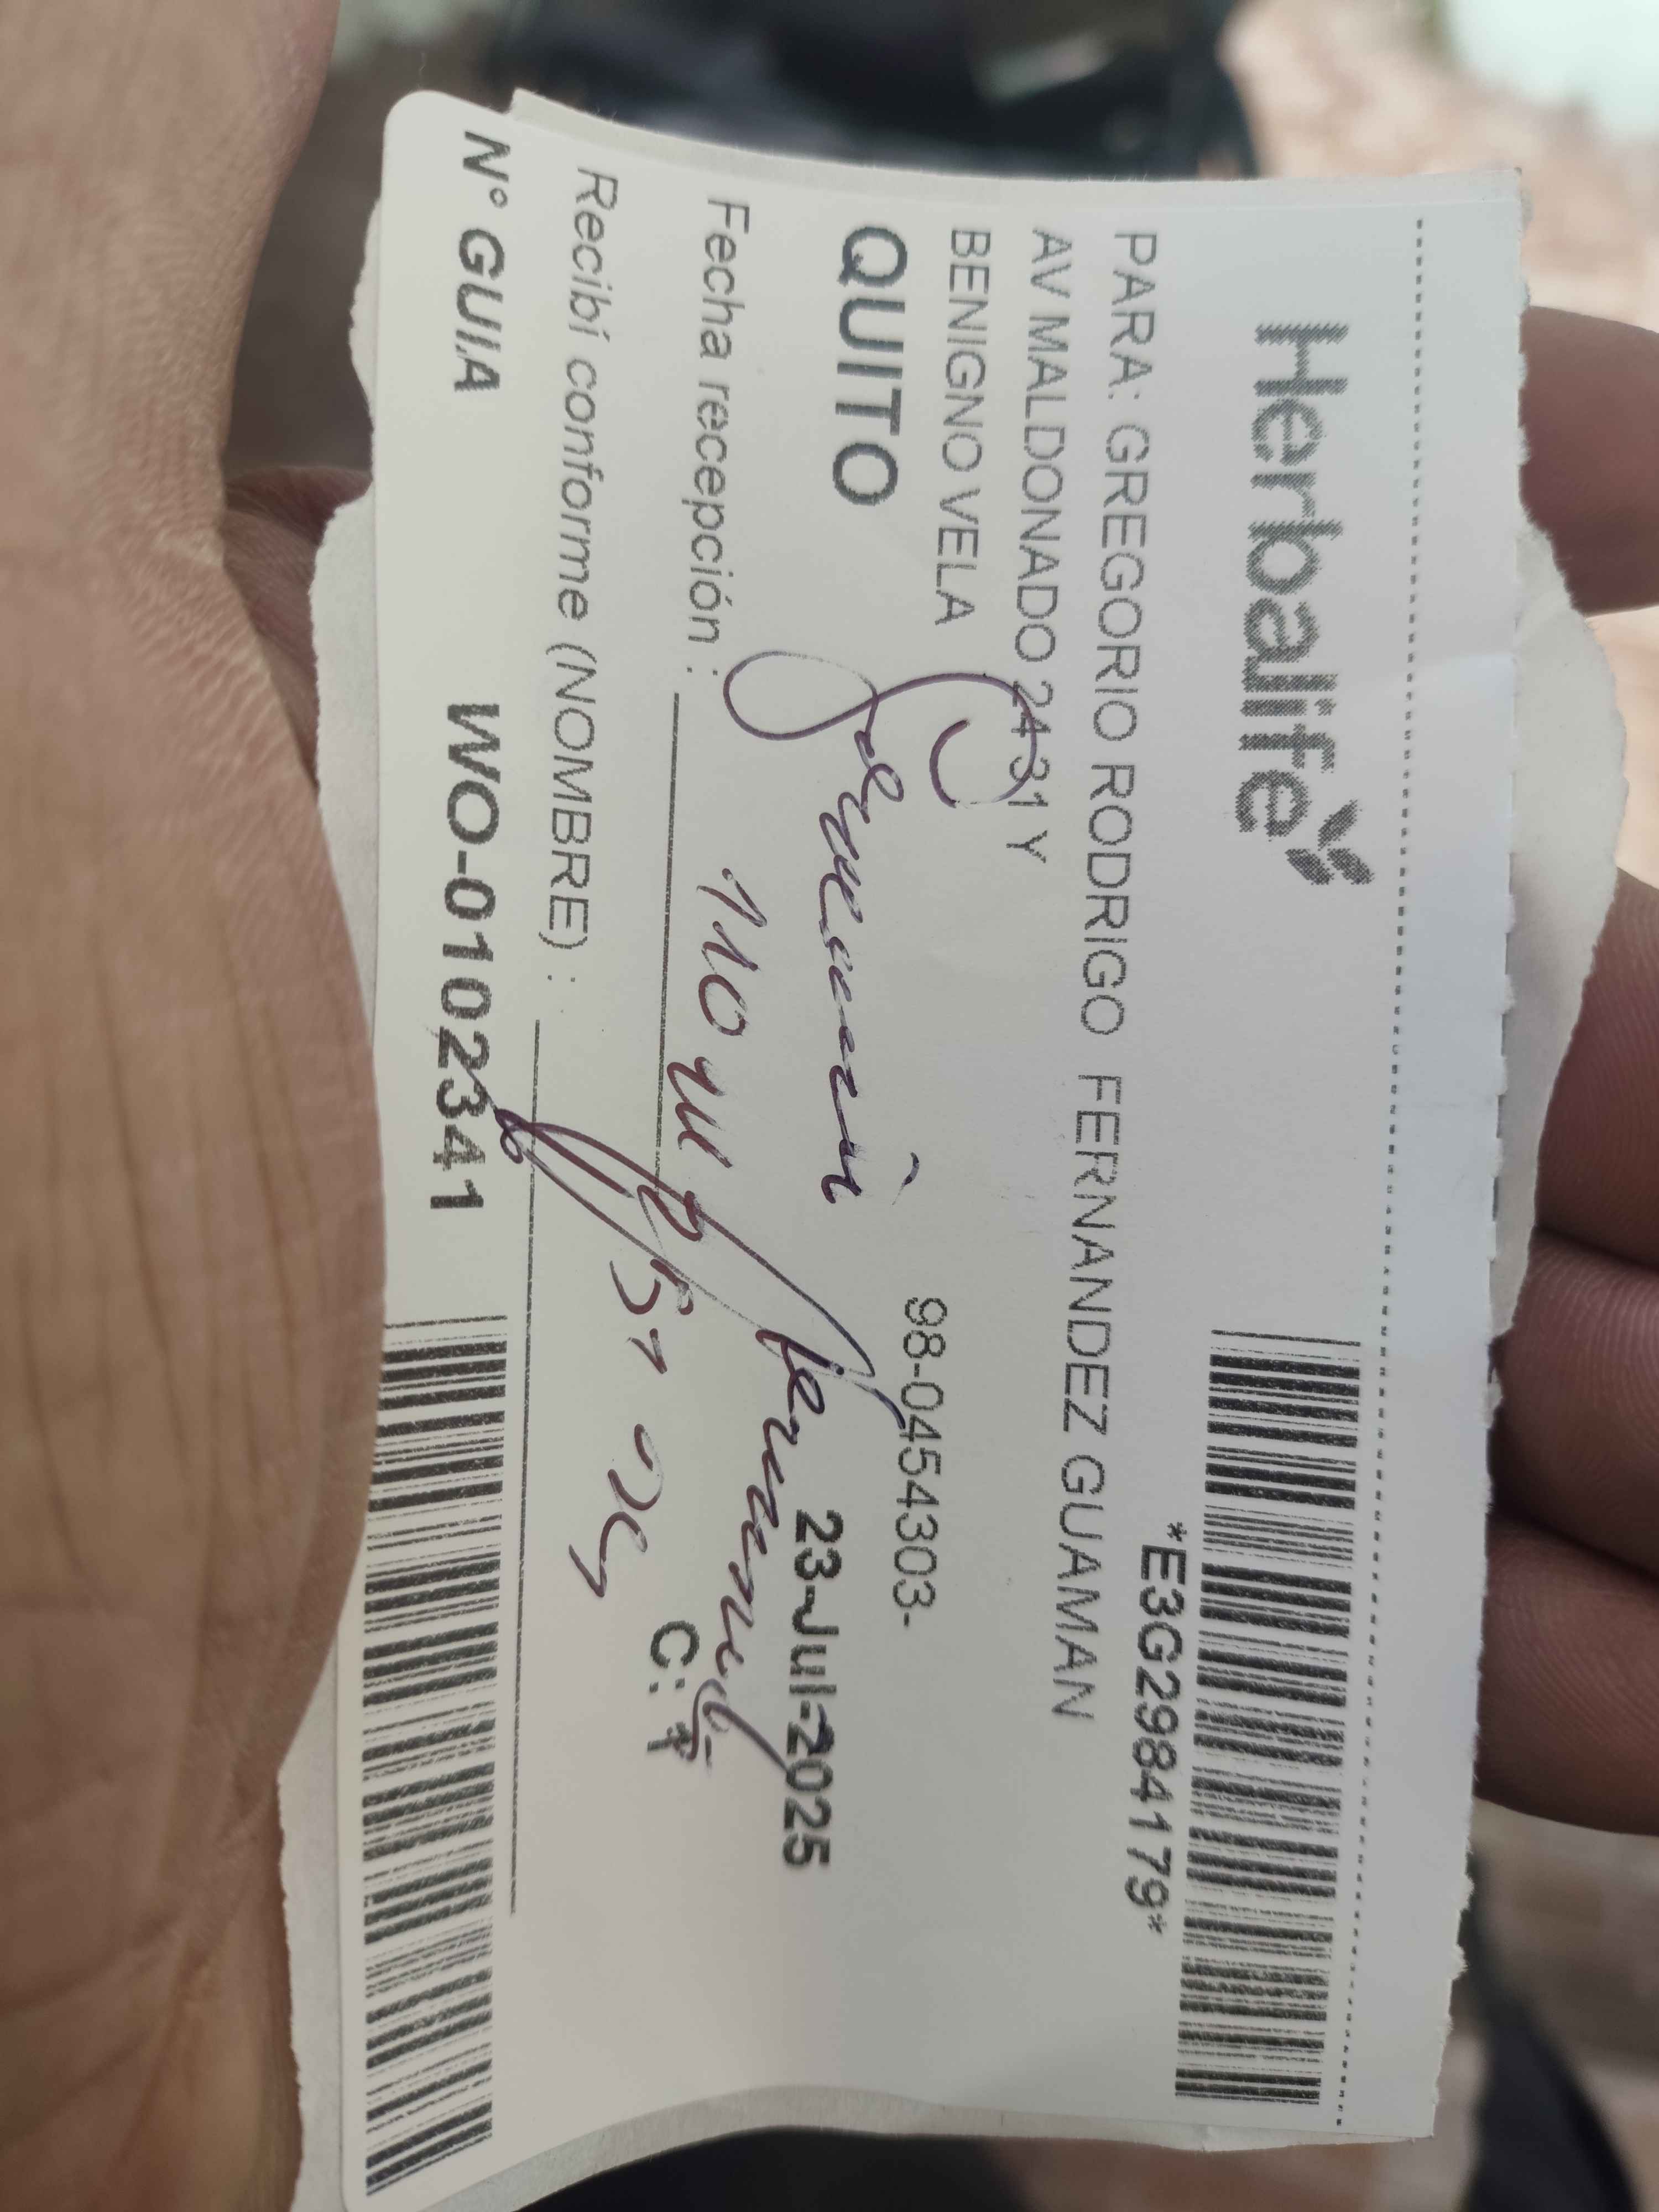 Herbalife
*E3G2984179*
PARA: GREGORIO RODRIGO FERNANDEZ GUAMAN
AV MALDONADO 24-31 Y
BENIGNO VELA
98-0454303-
QUITO
23-Jul-2025
Fecha recepción :
C: 1
Recibí conforme (NOMBRE) :
N° GUIA WO-0102341